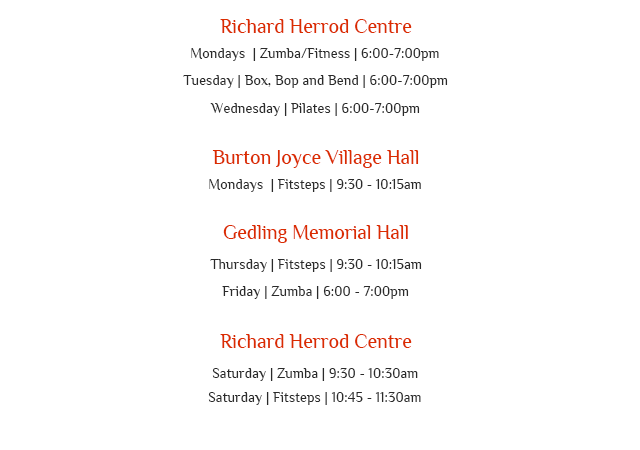 Richard Herrod Centre
Mondays  | Zumba/Fitness | 6:00-7:00pm
Tuesday | Box, Bop and Bend | 6:00-7:00pm
Wednesday | Pilates | 6:00-7:00pm
Burton Joyce Village Hall
Mondays  | Fitsteps | 9:30 - 10:15am
Gedling Memorial Hall
Thursday | Fitsteps | 9:30 - 10:15am
Friday | Zumba | 6:00 - 7:00pm
Richard Herrod Centre
Saturday | Zumba | 9:30 - 10:30am
Saturday | Fitsteps | 10:45 - 11:30am